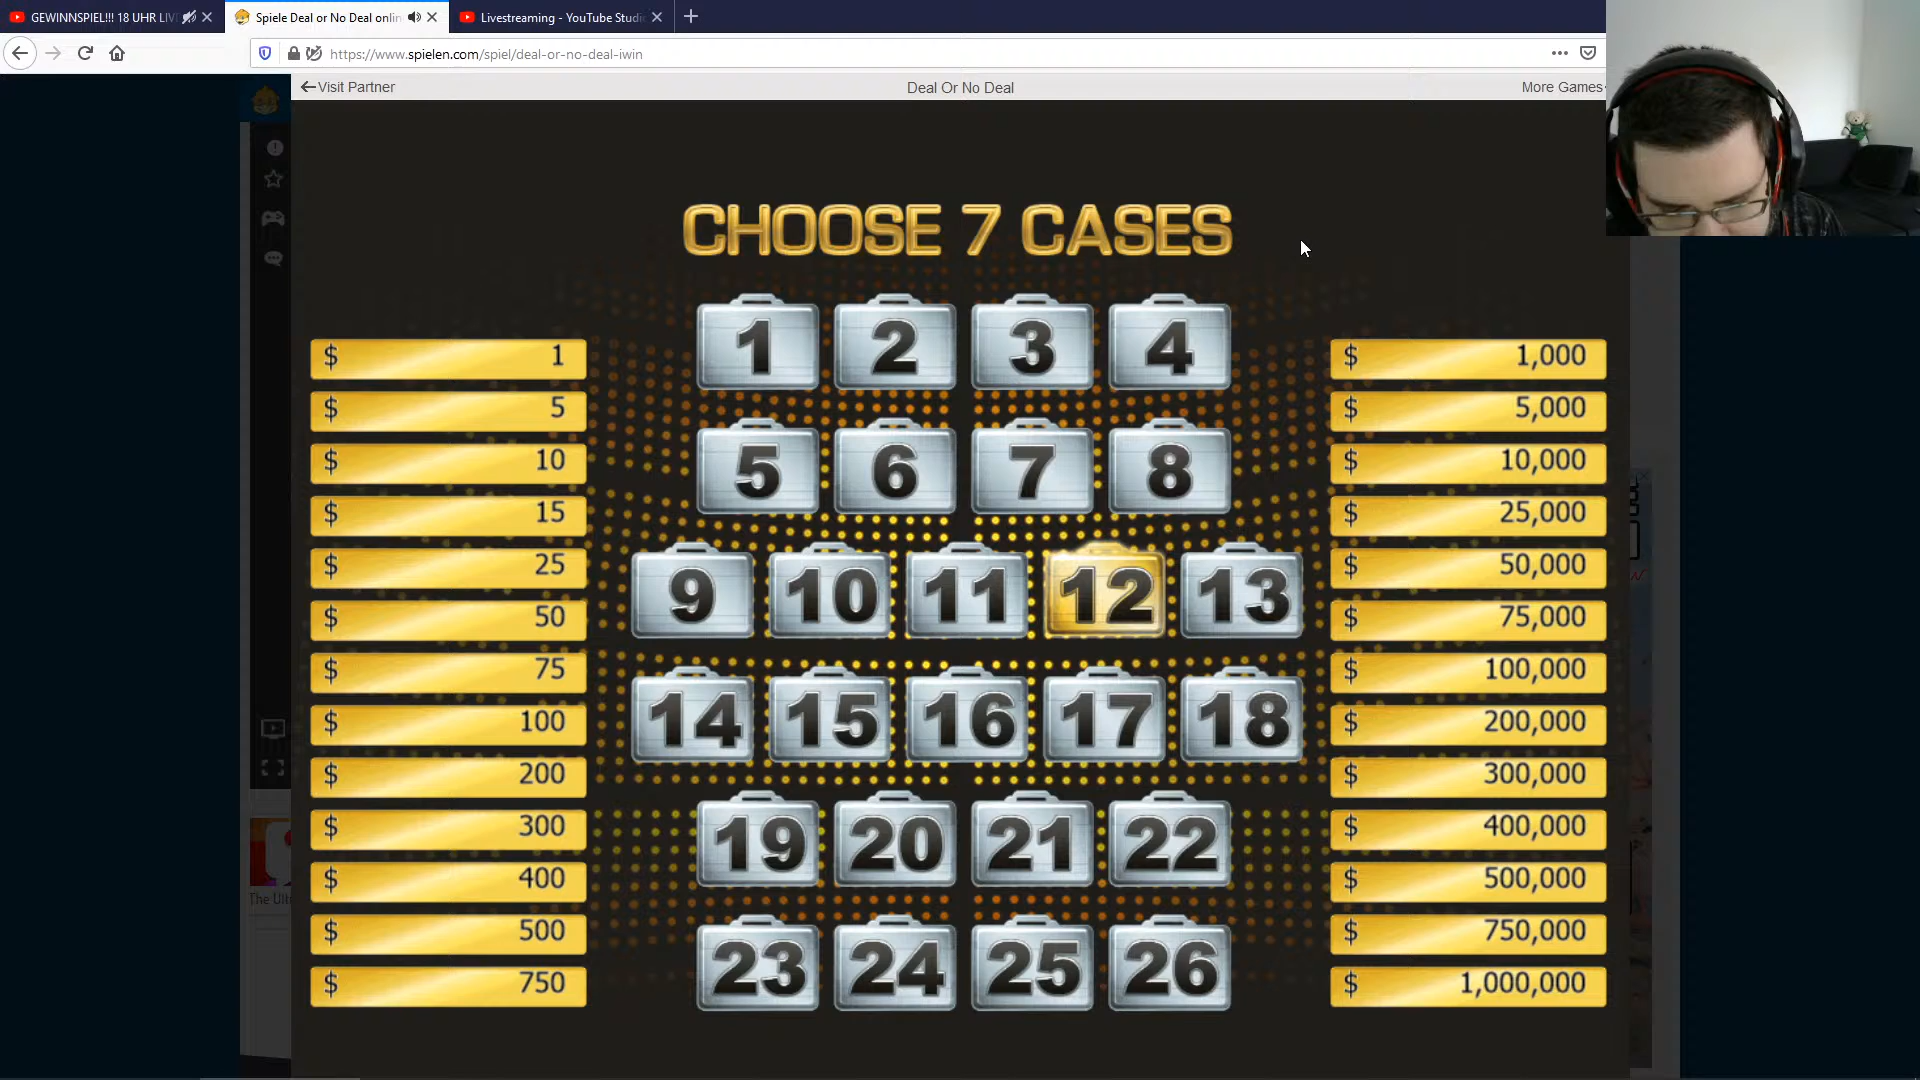 GEWINNSPIEL!!! 18 UHR LIV
Spiele Deal or No Deal onlin
Livestreaming - YouTube Studi
https://www.spielen.com/spiel/deal-or-no-deal-iwin
Visit Partner
Deal Or No Deal
More Games
CHOOSE 7 CASES
1 2 3 4
5 6 7 8
9 10 11 12 13
14 15 16 17 18
19 20 21 22
23 24 25 26
$ 1
$ 5
$ 10
$ 15
$ 25
$ 50
$ 75
$ 100
$ 200
$ 300
$ 400
$ 500
$ 750
$ 1,000
$ 5,000
$ 10,000
$ 25,000
$ 50,000
$ 75,000
$ 100,000
$ 200,000
$ 300,000
$ 400,000
$ 500,000
$ 750,000
$ 1,000,000
The Ulti